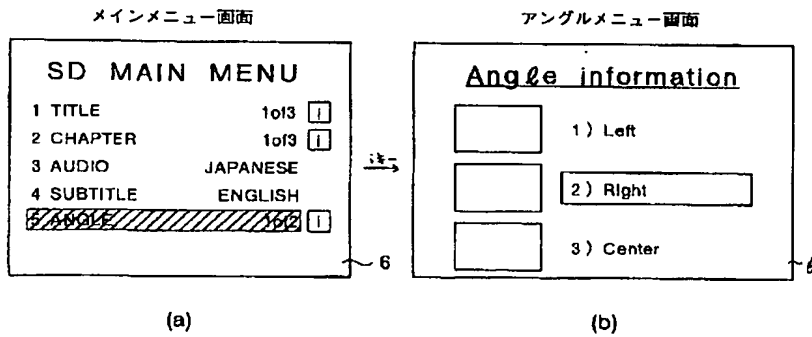 メインメニュー画面
SD MAIN MENU
1 TITLE 1of3 i
2 CHAPTER 1of3 i
3 AUDIO JAPANESE
4 SUBTITLE ENGLISH
5 ANGLE 1of2 i
6
(a)
アングルメニュー画面
Angle information
1) Left
2) Right
3) Center
6
(b)